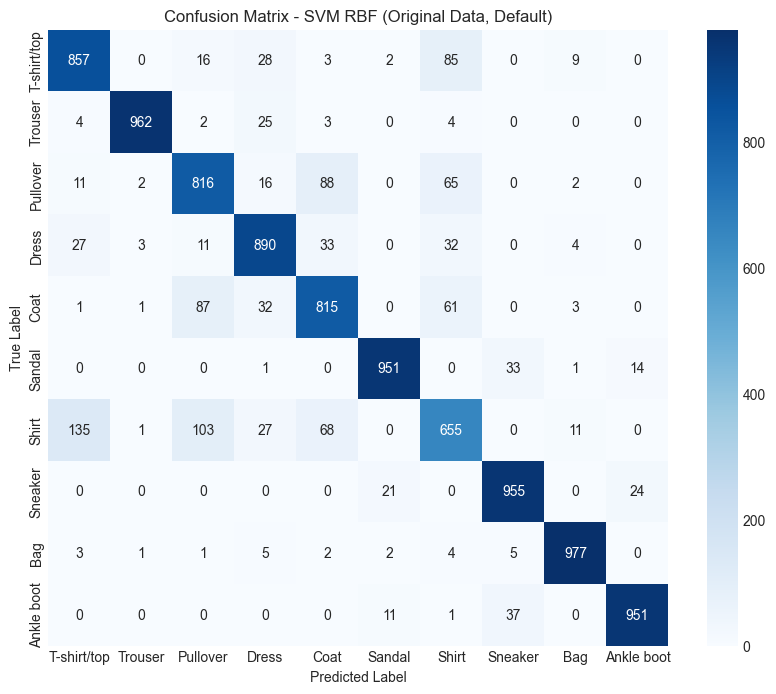 Confusion Matrix - SVM RBF (Original Data, Default)
True Label
T-shirt/top 857 0 16 28 3 2 85 0 9 0
Trouser 4 962 2 25 3 0 4 0 0 0
Pullover 11 2 816 16 88 0 65 0 2 0
Dress 27 3 11 890 33 0 32 0 4 0
Coat 1 1 87 32 815 0 61 0 3 0
Sandal 0 0 0 1 0 951 0 33 1 14
Shirt 135 1 103 27 68 0 655 0 11 0
Sneaker 0 0 0 0 0 21 0 955 0 24
Bag 3 1 1 5 2 2 4 5 977 0
Ankle boot 0 0 0 0 0 11 1 37 0 951
T-shirt/top Trouser Pullover Dress Coat Sandal Shirt Sneaker Bag Ankle boot
Predicted Label
800
600
400
200
0